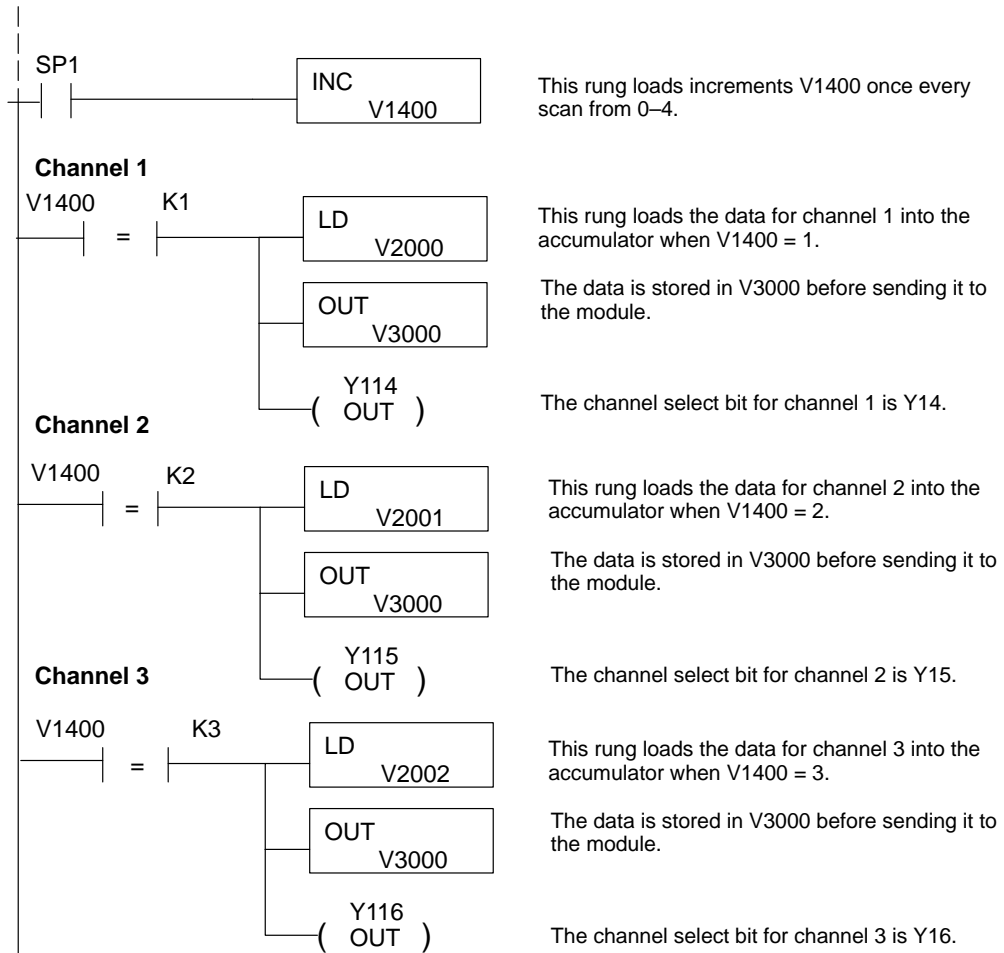 SP1
INC
V1400
This rung loads increments V1400 once every
scan from 0–4.
Channel 1
V1400
=
K1
LD
V2000
This rung loads the data for channel 1 into the
accumulator when V1400 = 1.
OUT
V3000
The data is stored in V3000 before sending it to
the module.
Y114
( OUT )
The channel select bit for channel 1 is Y14.
Channel 2
V1400
=
K2
LD
V2001
This rung loads the data for channel 2 into the
accumulator when V1400 = 2.
OUT
V3000
The data is stored in V3000 before sending it to
the module.
Y115
( OUT )
The channel select bit for channel 2 is Y15.
Channel 3
V1400
=
K3
LD
V2002
This rung loads the data for channel 3 into the
accumulator when V1400 = 3.
OUT
V3000
The data is stored in V3000 before sending it to
the module.
Y116
( OUT )
The channel select bit for channel 3 is Y16.